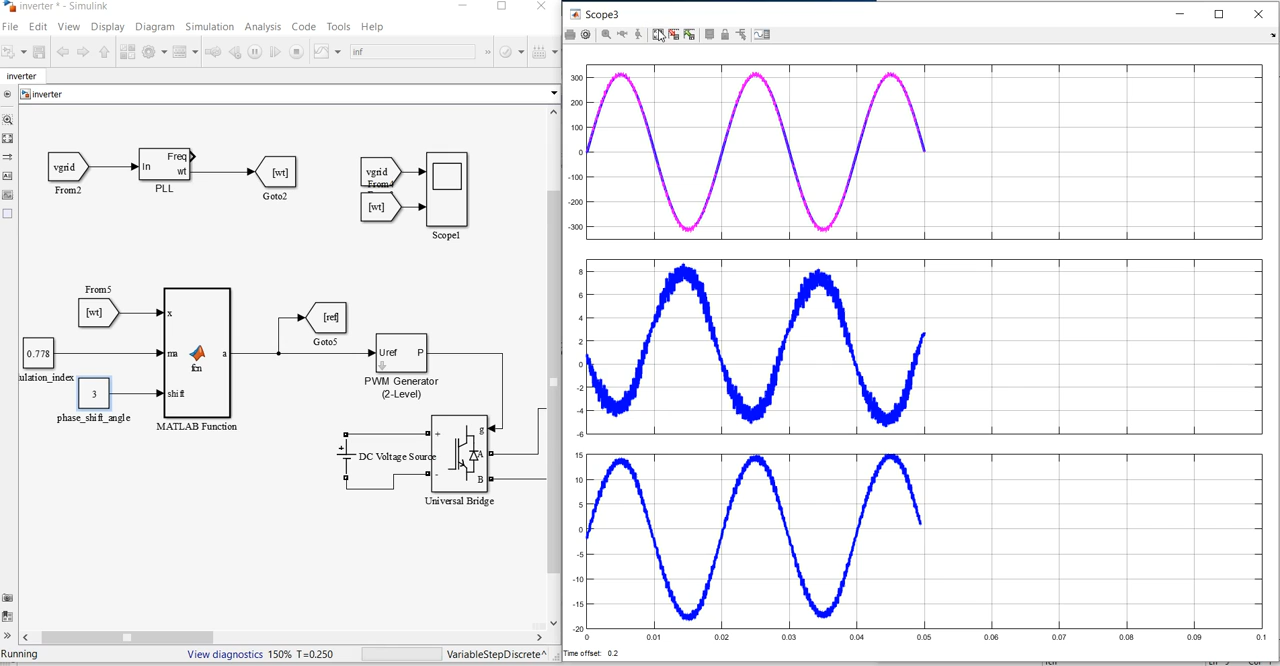 inverter * - Simulink
File Edit View Display Diagram Simulation Analysis Code Tools Help
inf
inverter
inverter
vgrid
From2
In
Freq
wt
PLL
[wt]
Goto2
vgrid
From4
[wt]
Scope1
From5
[wt]
0.778
ulation_index
3
phase_shift_angle
x
ma
shift
fcn
a
MATLAB Function
[ref]
Goto5
Uref P
PWM Generator
(2-Level)
DC Voltage Source
+
-
g
A
B
Universal Bridge
Running
View diagnostics 150% T=0.250
VariableStepDiscrete^
Scope3
300
200
100
0
-100
-200
-300
8
6
4
2
0
-2
-4
-6
15
10
5
0
-5
-10
-15
-20
0 0.01 0.02 0.03 0.04 0.05 0.06 0.07 0.08 0.09 0.1
Time offset: 0.2